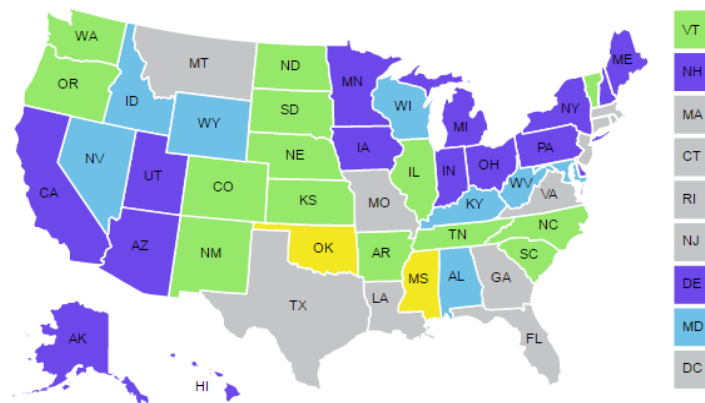 WA
MT
ND
MN
ME
VT
OR
ID
SD
WI
NY
NH
WY
MI
MA
NV
NE
IA
PA
CT
UT
CO
IL
IN
OH
CA
KS
MO
WV
VA
RI
KY
NJ
AZ
NM
OK
AR
TN
NC
SC
DE
MS
AL
GA
TX
LA
MD
AK
FL
HI
DC